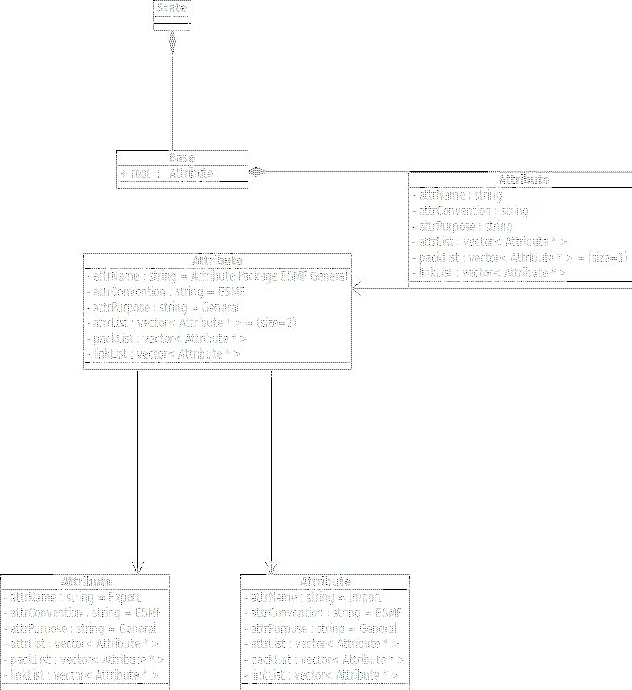 State
Base
+ root : Attribute
Attribute
- attrName : string
- attrConvention : string
- attrPurpose : string
- attrList : vector< Attribute * >
- packList : vector< Attribute * > = (size=1)
- linkList : vector< Attribute * >
Attribute
- attrName : string = Attribute Package ESMF General
- attrConvention : string = ESMF
- attrPurpose : string = General
- attrList : vector< Attribute * > = (size=2)
- packList : vector< Attribute * >
- linkList : vector< Attribute * >
Attribute
- attrName : string = Export
- attrConvention : string = ESMF
- attrPurpose : string = General
- attrList : vector< Attribute * >
- packList : vector< Attribute * >
- linkList : vector< Attribute * >
Attribute
- attrName : string = Import
- attrConvention : string = ESMF
- attrPurpose : string = General
- attrList : vector< Attribute * >
- packList : vector< Attribute * >
- linkList : vector< Attribute * >